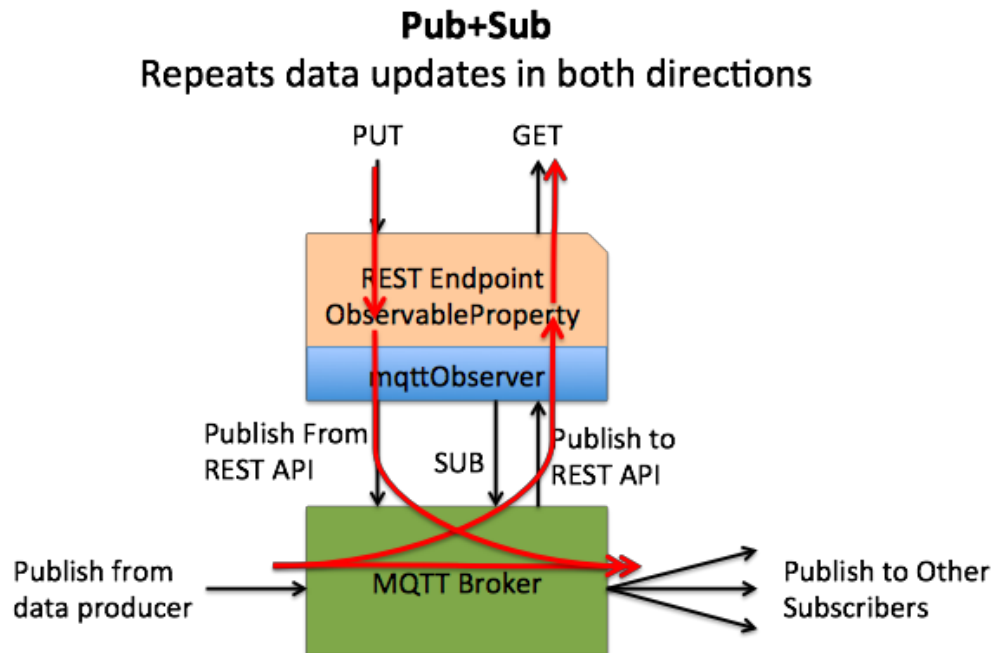 Pub+Sub
Repeats data updates in both directions
PUT
GET
REST Endpoint
ObservableProperty
mqttObserver
Publish From
REST API
SUB
Publish to
REST API
Publish from
data producer
MQTT Broker
Publish to Other
Subscribers